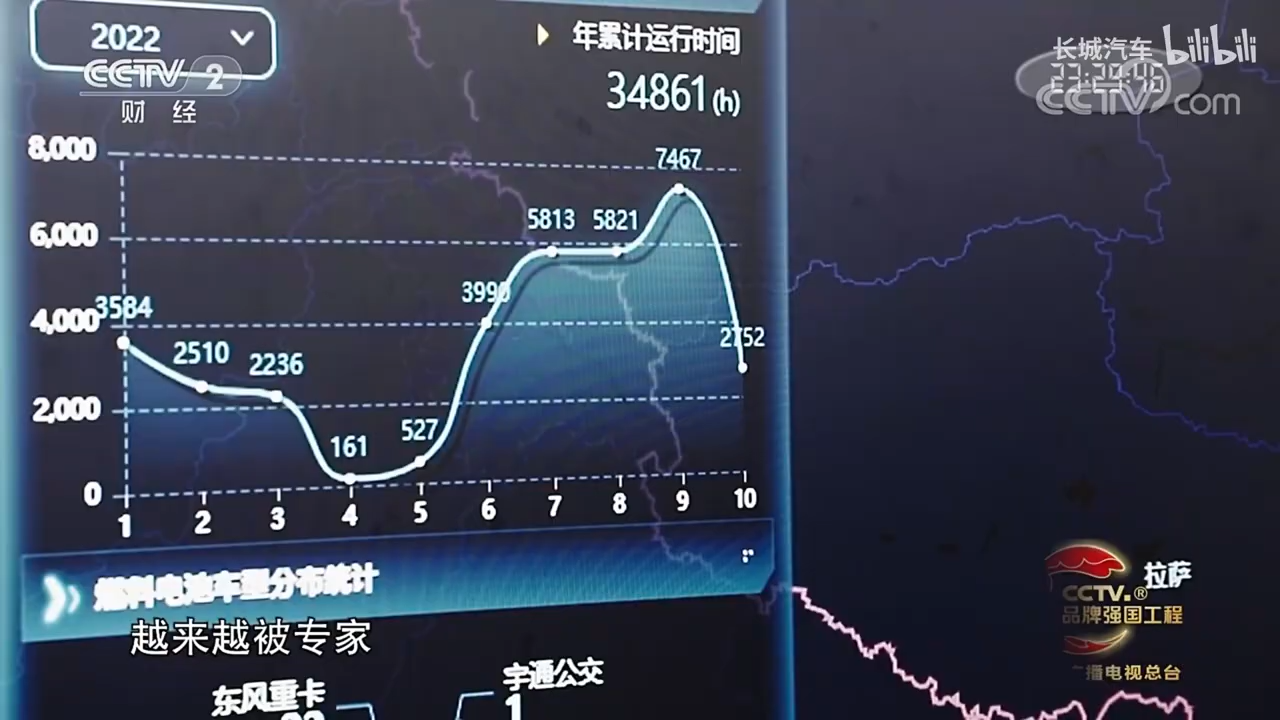 2022
CCTV 2
财 经
年累计运行时间
34861(h)
长城汽车 bilibili
CCTV com
8,000
6,000
4,000
2,000
0
3584
2510
2236
161
527
5813
5821
7467
2752
1 2 3 4 5 6 7 8 9 10
燃料电池车型分布统计
越来越被专家
东风重卡
宇通公交
1
拉萨
CCTV.®
品牌强国工程
播电视总台